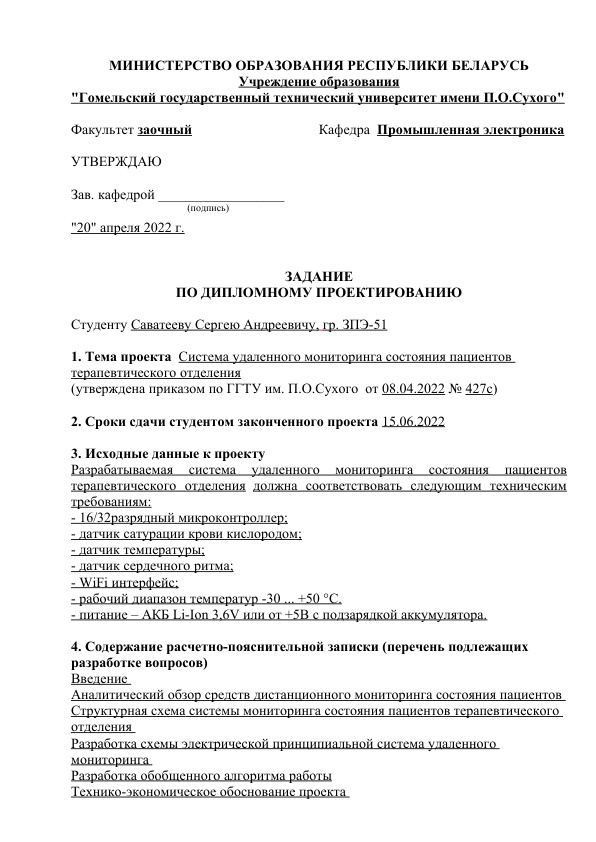 МИНИСТЕРСТВО ОБРАЗОВАНИЯ РЕСПУБЛИКИ БЕЛАРУСЬ
Учреждение образования
"Гомельский государственный технический университет имени П.О.Сухого"
Факультет заочный Кафедра Промышленная электроника
УТВЕРЖДАЮ
Зав. кафедрой __________________
(подпись)
"20" апреля 2022 г.
ЗАДАНИЕ
ПО ДИПЛОМНОМУ ПРОЕКТИРОВАНИЮ
Студенту Саватееву Сергею Андреевичу, гр. ЗПЭ-51
1. Тема проекта Система удаленного мониторинга состояния пациентов
терапевтического отделения
(утверждена приказом по ГГТУ им. П.О.Сухого от 08.04.2022 № 427с)
2. Сроки сдачи студентом законченного проекта 15.06.2022
3. Исходные данные к проекту
Разрабатываемая система удаленного мониторинга состояния пациентов
терапевтического отделения должна соответствовать следующим техническим
требованиям:
- 16/32разрядный микроконтроллер;
- датчик сатурации крови кислородом;
- датчик температуры;
- датчик сердечного ритма;
- WiFi интерфейс;
- рабочий диапазон температур -30 ... +50 °С.
- питание – АКБ Li-Ion 3,6V или от +5В с подзарядкой аккумулятора.
4. Содержание расчетно-пояснительной записки (перечень подлежащих
разработке вопросов)
Введение
Аналитический обзор средств дистанционного мониторинга состояния пациентов
Структурная схема системы мониторинга состояния пациентов терапевтического
отделения
Разработка схемы электрической принципиальной система удаленного
мониторинга
Разработка обобщенного алгоритма работы
Технико-экономическое обоснование проекта